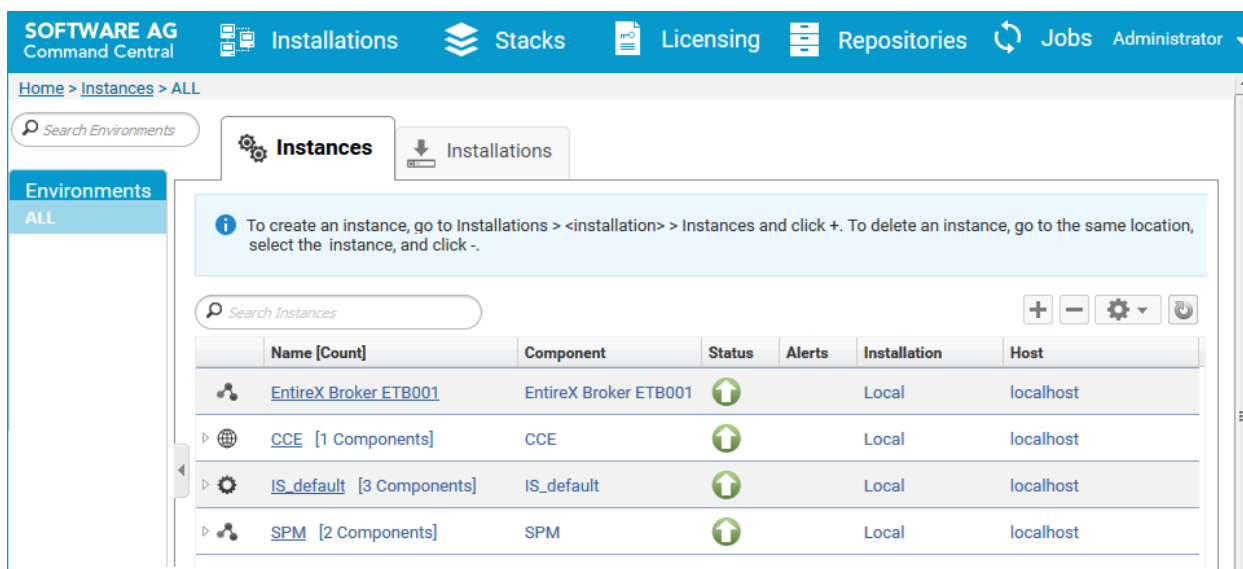 SOFTWARE AG
Command Central
Installations Stacks Licensing Repositories Jobs Administrator
Home > Instances > ALL
Search Environments
Instances Installations
Environments
ALL
To create an instance, go to Installations > <installation> > Instances and click +. To delete an instance, go to the same location,
select the instance, and click -.
Search Instances
Name [Count] Component Status Alerts Installation Host
EntireX Broker ETB001 EntireX Broker ETB001 Local localhost
CCE [1 Components] CCE Local localhost
IS_default [3 Components] IS_default Local localhost
SPM [2 Components] SPM Local localhost